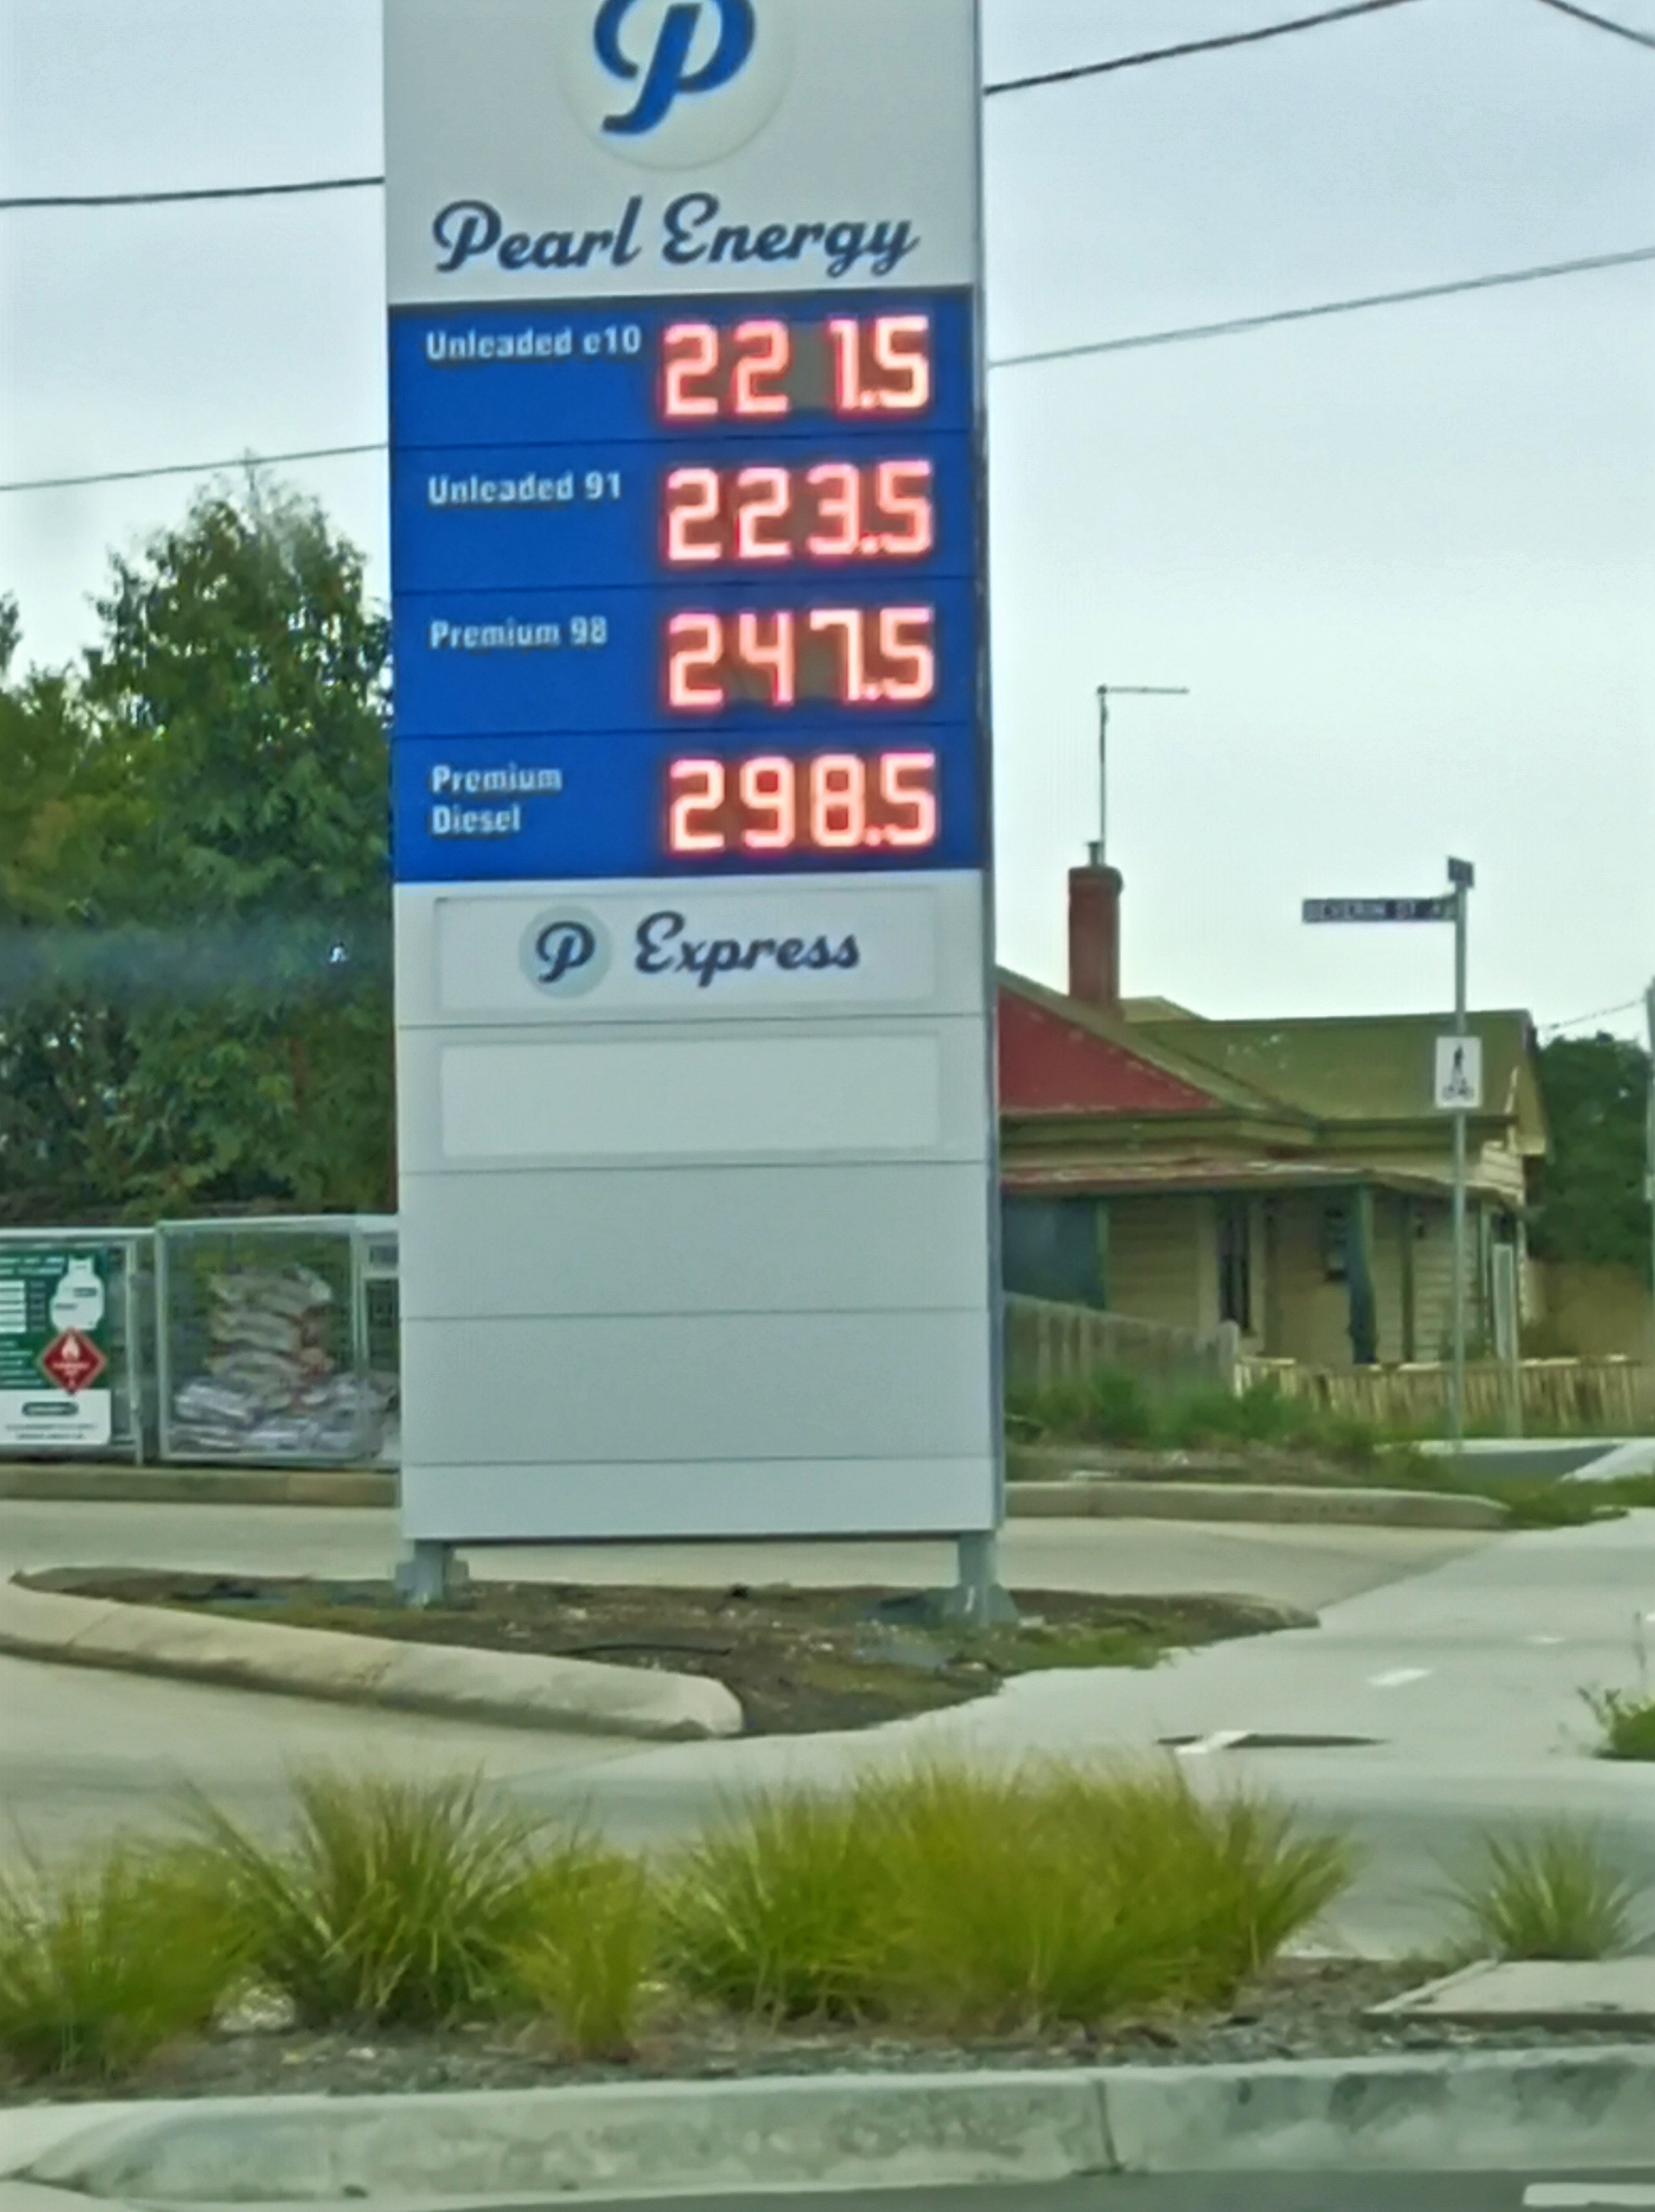 P
Pearl Energy
Unleaded e10 221.5
Unleaded 91 223.5
Premium 98 247.5
Premium
Diesel 298.5
P Express